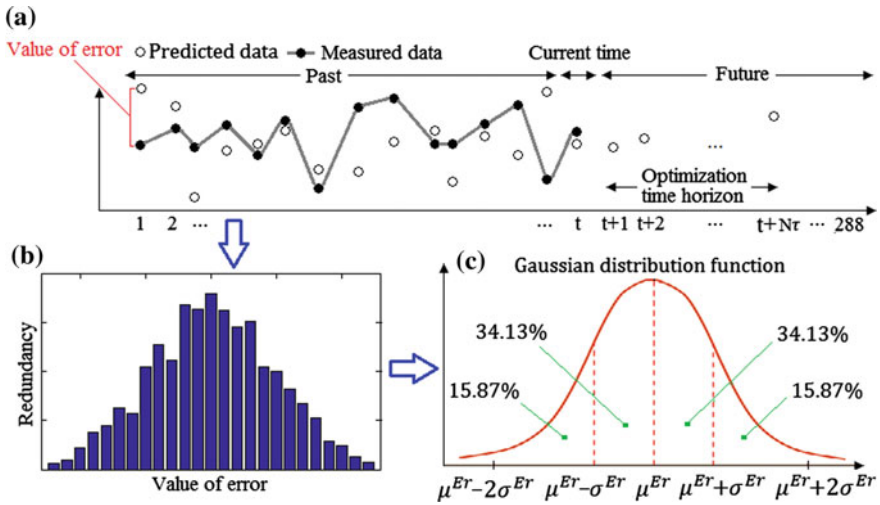 (a)
Value of error
Predicted data
Measured data
Current time
Past
Future
Optimization
time horizon
...
1 2 ... ... t t+1 t+2 ... t+Nτ ... 288
(b)
Redundancy
Value of error
(c)
Gaussian distribution function
34.13%
34.13%
15.87%
15.87%
μ^{Er}−2σ^{Er} μ^{Er}−σ^{Er} μ^{Er} μ^{Er}+σ^{Er} μ^{Er}+2σ^{Er}